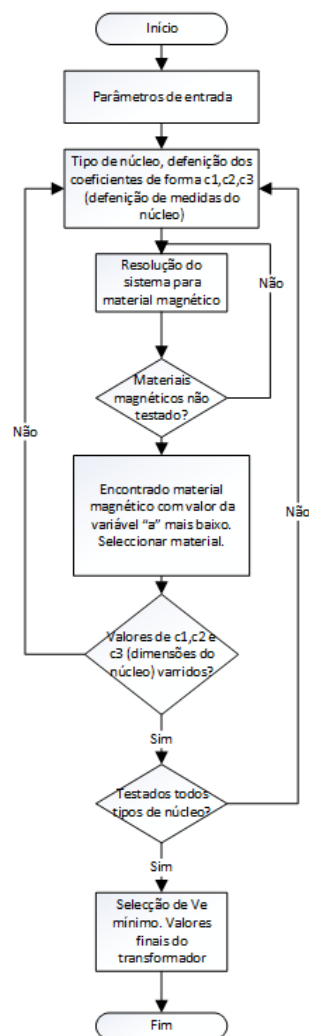 Início
Parâmetros de entrada
Tipo de núcleo, defenição dos
coeficientes de forma c1,c2,c3
(defenição de medidas do
núcleo)
Resolução do
sistema para
material magnético
Não
Materiais
magnéticos não
testado?
Não
Encontrado material
magnético com valor da
variável “a” mais baixo.
Seleccionar material.
Não
Valores de c1,c2 e
c3 (dimensões do
núcleo) varridos?
Sim
Testados todos
tipos de núcleo?
Sim
Selecção de Ve
mínimo. Valores
finais do
transformador
Fim